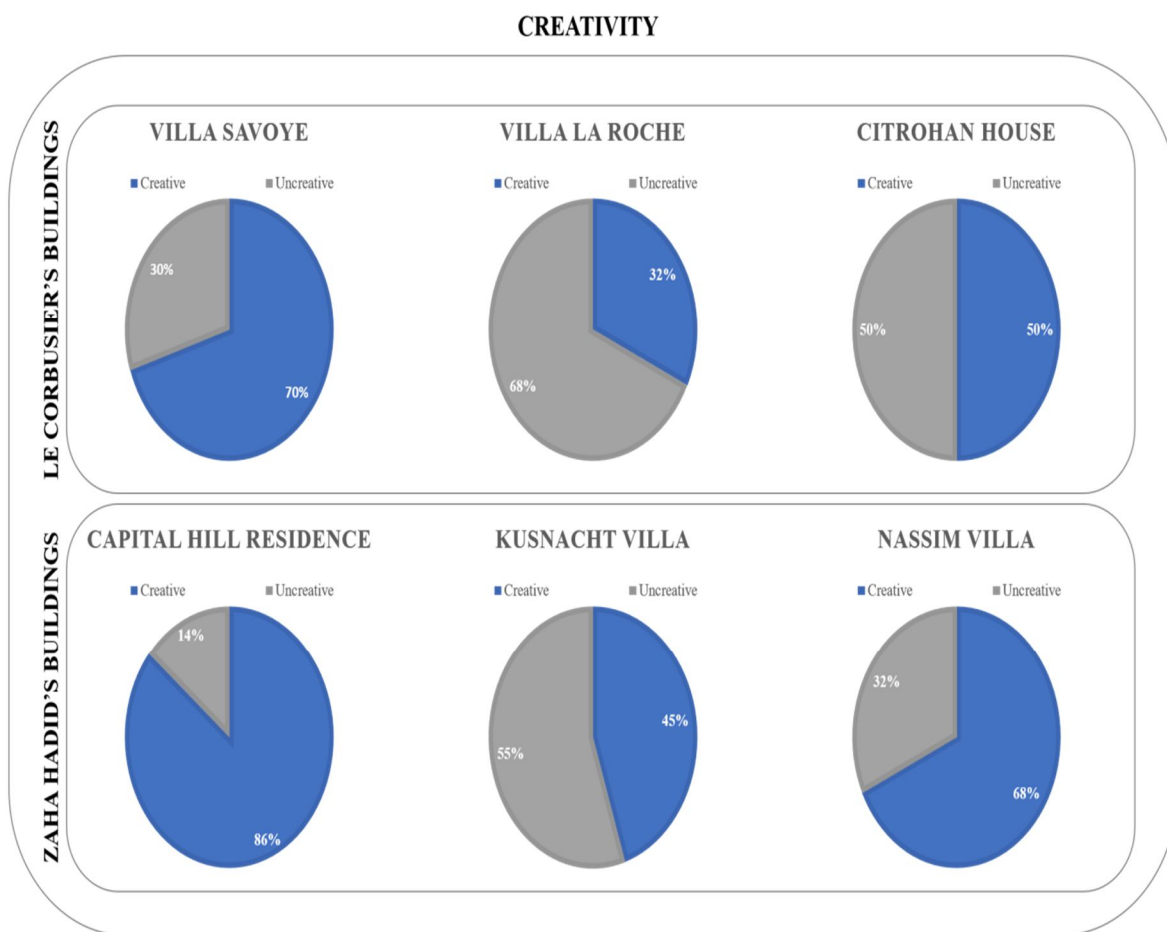 CREATIVITY
LE CORBUSIER'S BUILDINGS
VILLA SAVOYE
Creative
Uncreative
30%
70%
VILLA LA ROCHE
Creative
Uncreative
32%
68%
CITROHAN HOUSE
Creative
Uncreative
50%
50%
ZAHA HADID'S BUILDINGS
CAPITAL HILL RESIDENCE
Creative
Uncreative
14%
86%
KUSNACHT VILLA
Creative
Uncreative
45%
55%
NASSIM VILLA
Creative
Uncreative
32%
68%